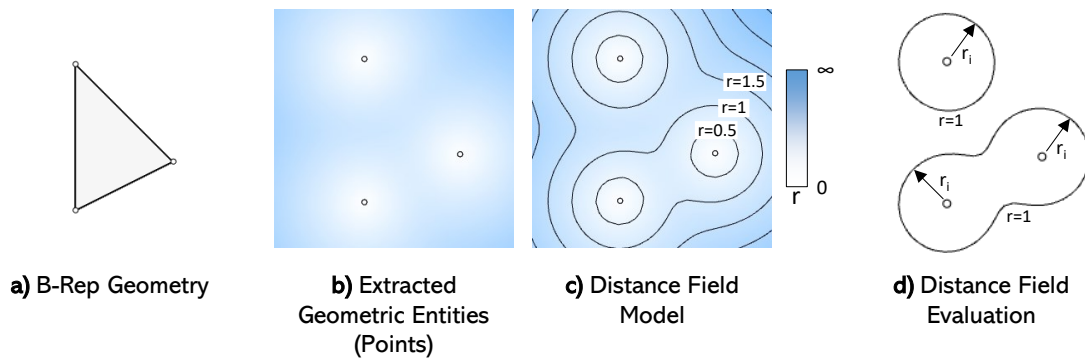 ∞
r=1.5
r=1
r=0.5
0
r
r_i
r=1
r_i
r_i
r=1
a) B-Rep Geometry
b) Extracted
Geometric Entities
(Points)
c) Distance Field
Model
d) Distance Field
Evaluation